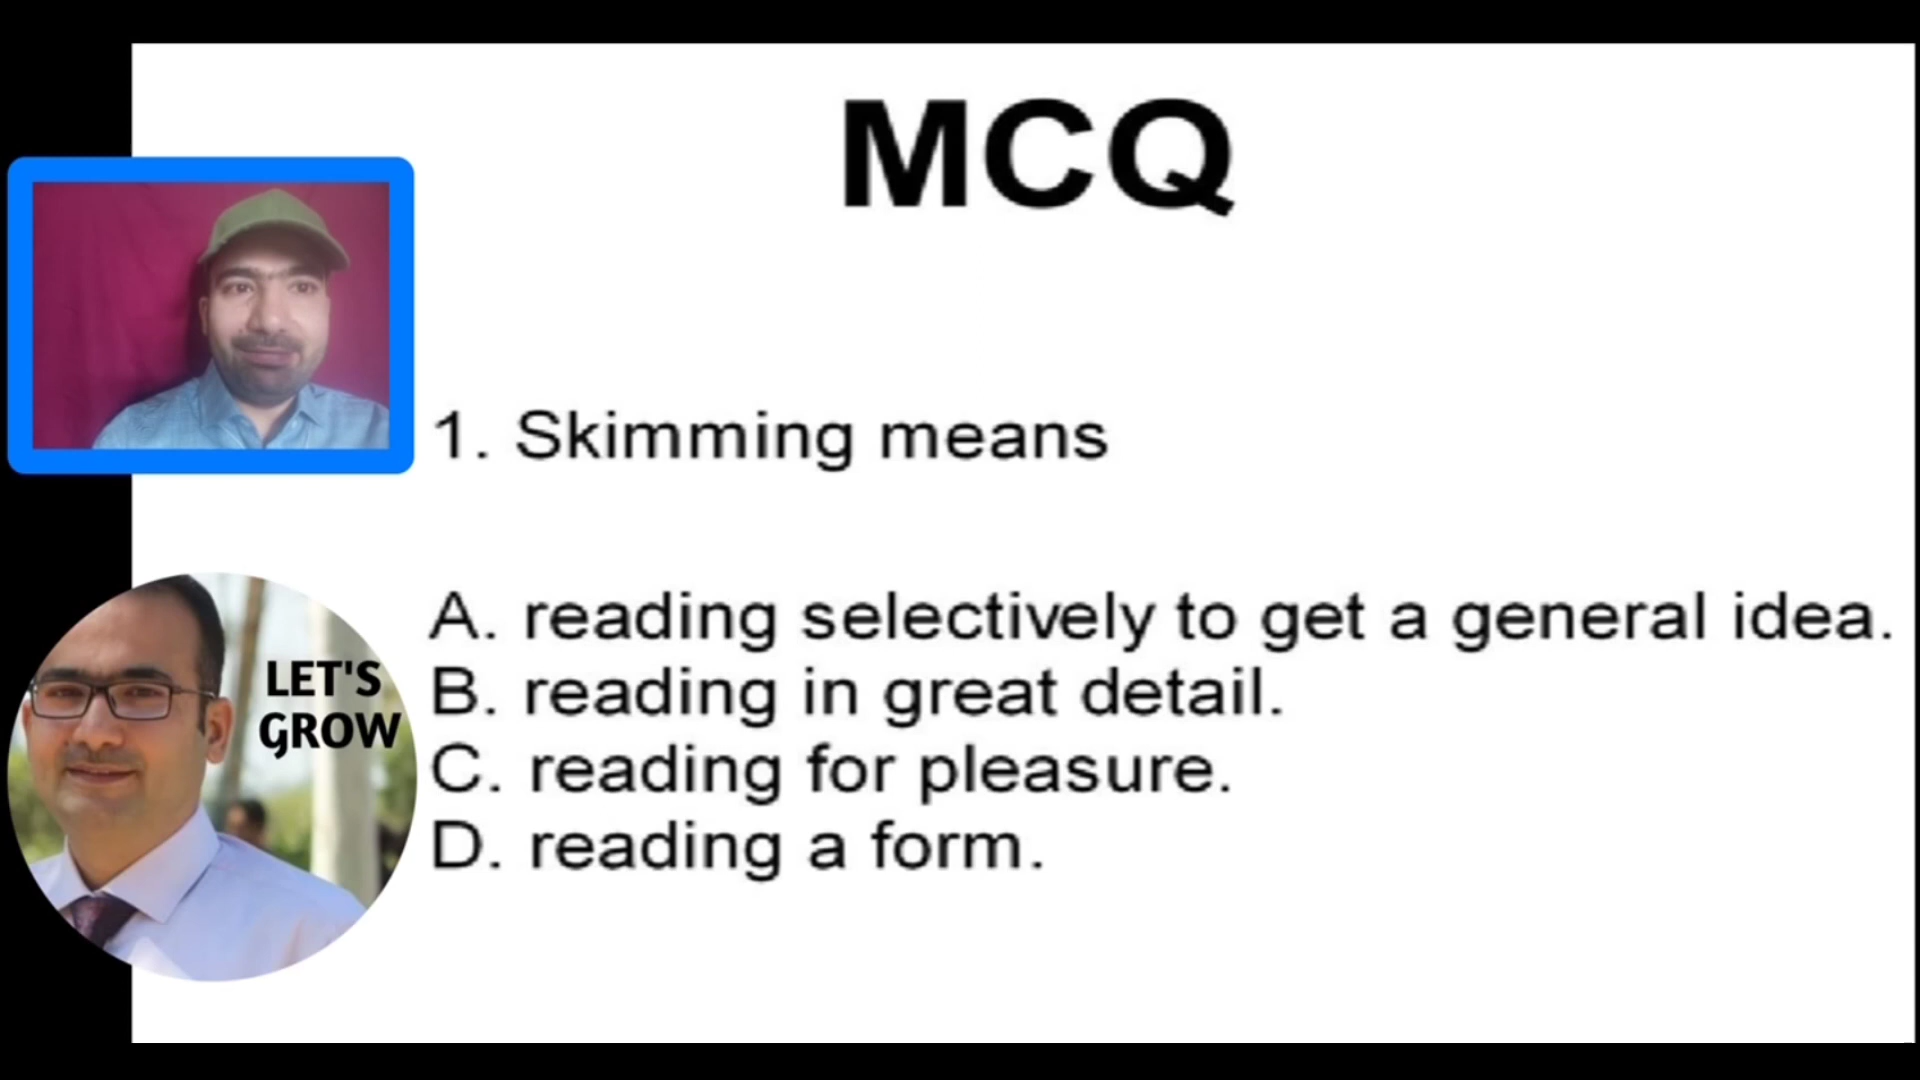 MCQ
1. Skimming means
LET'S
GROW
A. reading selectively to get a general idea.
B. reading in great detail.
C. reading for pleasure.
D. reading a form.